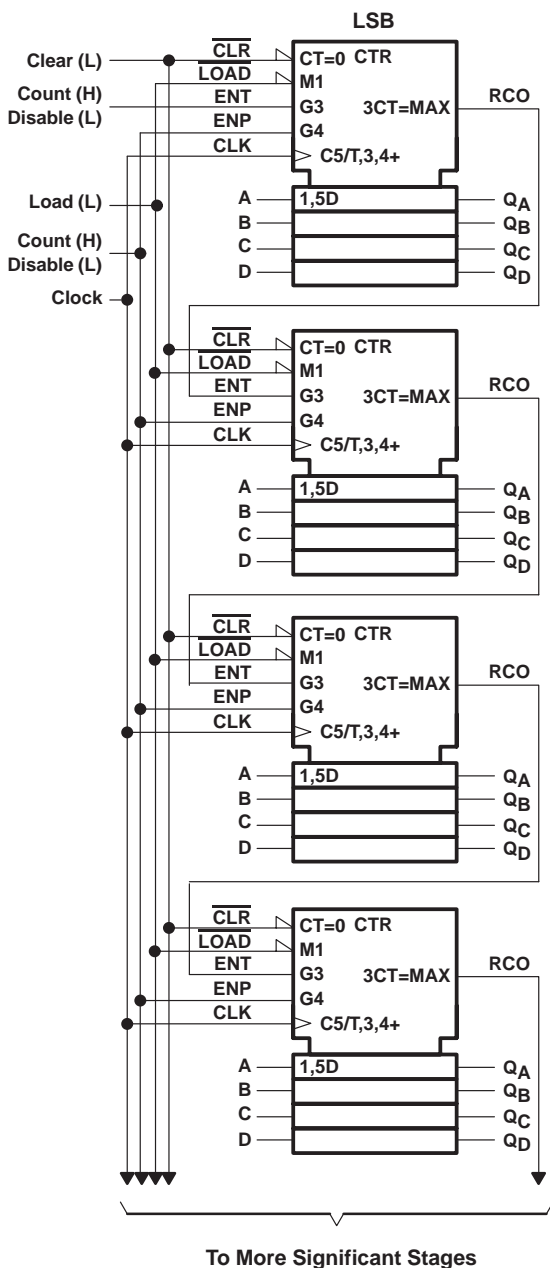 LSB
Clear (L)
CLR
CT=0 CTR
LOAD
M1
Count (H)
Disable (L)
ENT
G3
3CT=MAX
RCO
ENP
G4
CLK
C5/T,3,4+
Load (L)
A
1,5D
QA
B
QB
Count (H)
Disable (L)
C
QC
D
QD
Clock
CLR
CT=0 CTR
LOAD
M1
ENT
G3
3CT=MAX
RCO
ENP
G4
CLK
C5/T,3,4+
A
1,5D
QA
B
QB
C
QC
D
QD
CLR
CT=0 CTR
LOAD
M1
ENT
G3
3CT=MAX
RCO
ENP
G4
CLK
C5/T,3,4+
A
1,5D
QA
B
QB
C
QC
D
QD
CLR
CT=0 CTR
LOAD
M1
ENT
G3
3CT=MAX
RCO
ENP
G4
CLK
C5/T,3,4+
A
1,5D
QA
B
QB
C
QC
D
QD
To More Significant Stages